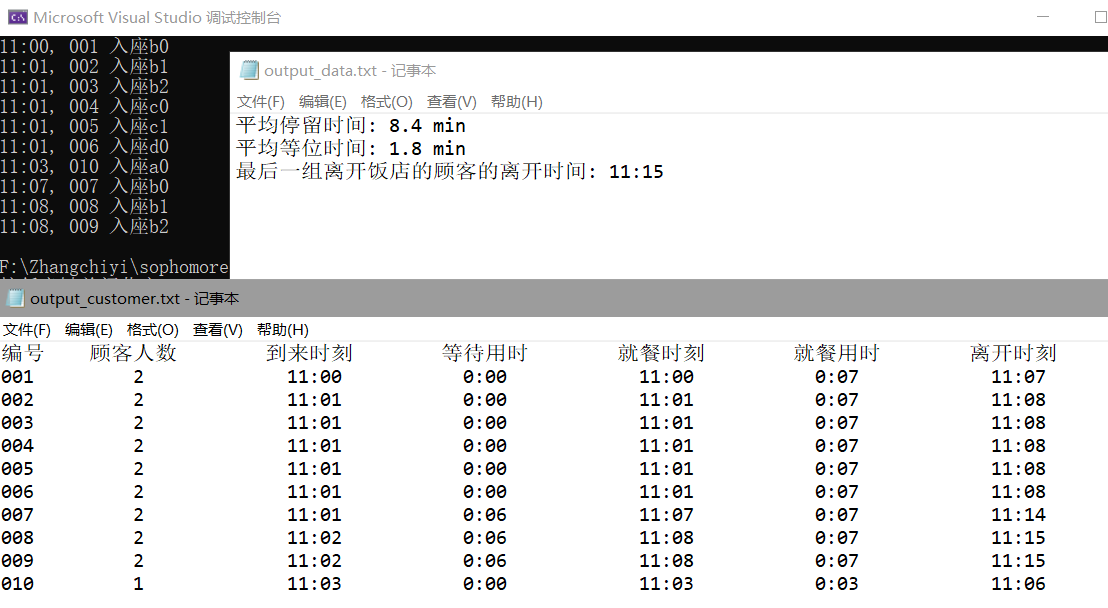 Microsoft Visual Studio 调试控制台
11:00, 001 入座b0
11:01, 002 入座b1
11:01, 003 入座b2
11:01, 004 入座c0
11:01, 005 入座c1
11:01, 006 入座d0
11:03, 010 入座a0
11:07, 007 入座b0
11:08, 008 入座b1
11:08, 009 入座b2
F:\Zhangchiyi\sophomore
output_data.txt - 记事本
文件(F) 编辑(E) 格式(O) 查看(V) 帮助(H)
平均停留时间: 8.4 min
平均等位时间: 1.8 min
最后一组离开饭店的顾客的离开时间: 11:15
output_customer.txt - 记事本
文件(F) 编辑(E) 格式(O) 查看(V) 帮助(H)
编号 顾客人数 到来时刻 等待用时 就餐时刻 就餐用时 离开时刻
001 2 11:00 0:00 11:00 0:07 11:07
002 2 11:01 0:00 11:01 0:07 11:08
003 2 11:01 0:00 11:01 0:07 11:08
004 2 11:01 0:00 11:01 0:07 11:08
005 2 11:01 0:00 11:01 0:07 11:08
006 2 11:01 0:00 11:01 0:07 11:08
007 2 11:01 0:06 11:07 0:07 11:14
008 2 11:02 0:06 11:08 0:07 11:15
009 2 11:02 0:06 11:08 0:07 11:15
010 1 11:03 0:00 11:03 0:03 11:06